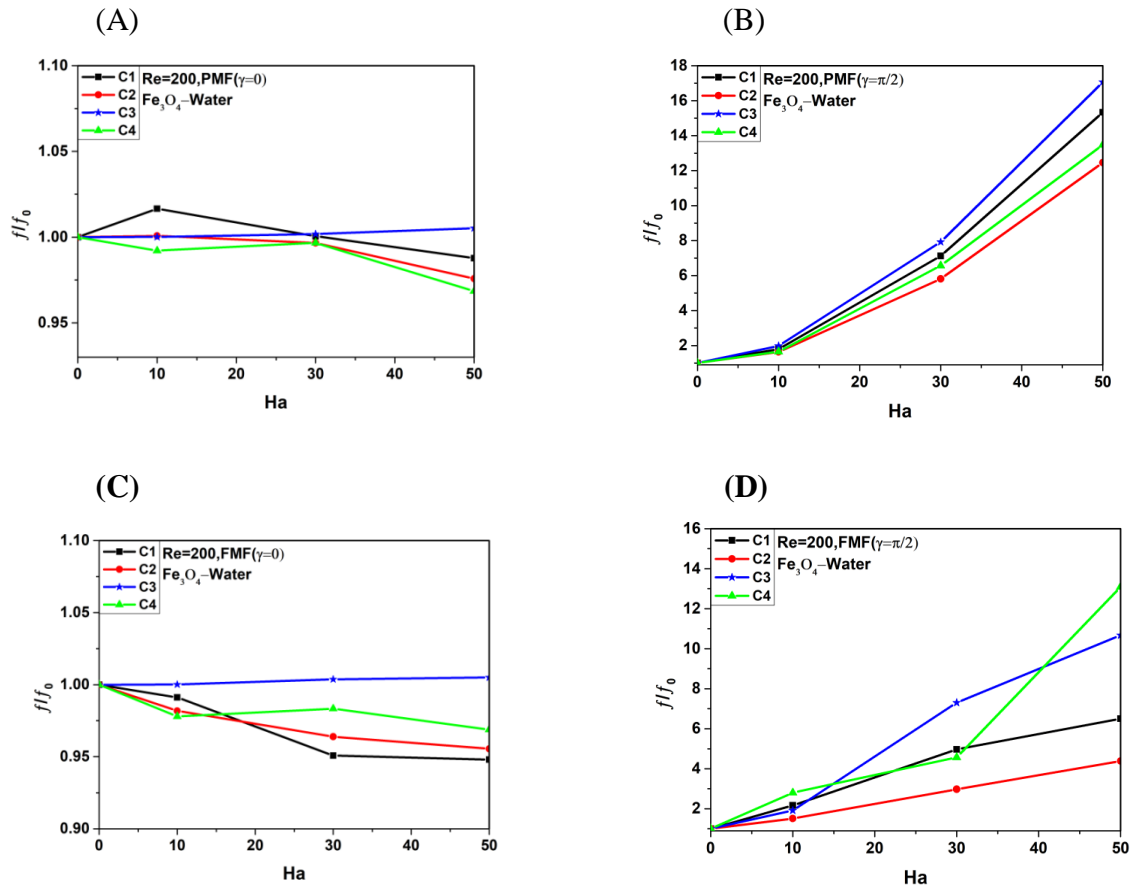 (A)
1.10
1.05
1.00
0.95
f/f0
C1
C2
C3
C4
Re=200,PMF(γ=0)
Fe3O4–Water
0 10 20 30 40 50
Ha
(B)
18
16
14
12
10
8
6
4
2
f/f0
C1
C2
C3
C4
Re=200,PMF(γ=π/2)
Fe3O4–Water
0 10 20 30 40 50
Ha
(C)
1.10
1.05
1.00
0.95
0.90
f/f0
C1
C2
C3
C4
Re=200,FMF(γ=0)
Fe3O4–Water
0 10 20 30 40 50
Ha
(D)
16
14
12
10
8
6
4
2
f/f0
C1
C2
C3
C4
Re=200,FMF(γ=π/2)
Fe3O4–Water
0 10 20 30 40 50
Ha